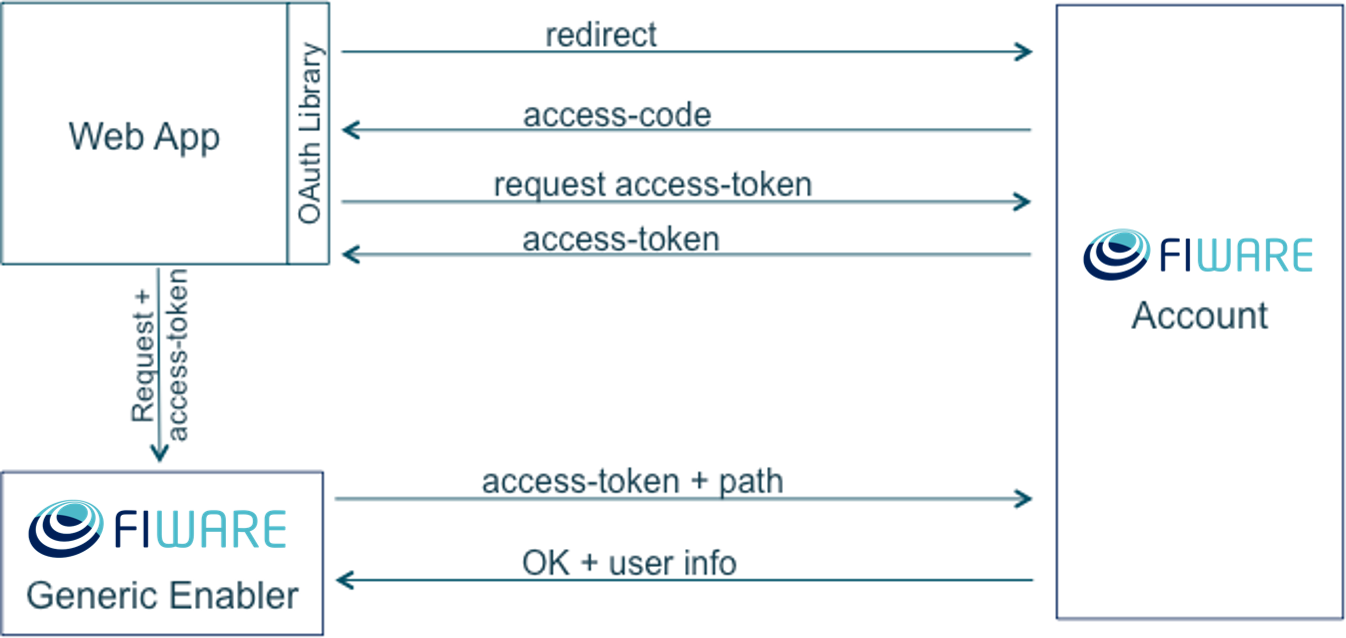 redirect
OAuth Library
Web App
access-code
request access-token
access-token
FIWARE
Account
Request +
access-token
access-token + path
FIWARE
OK + user info
Generic Enabler